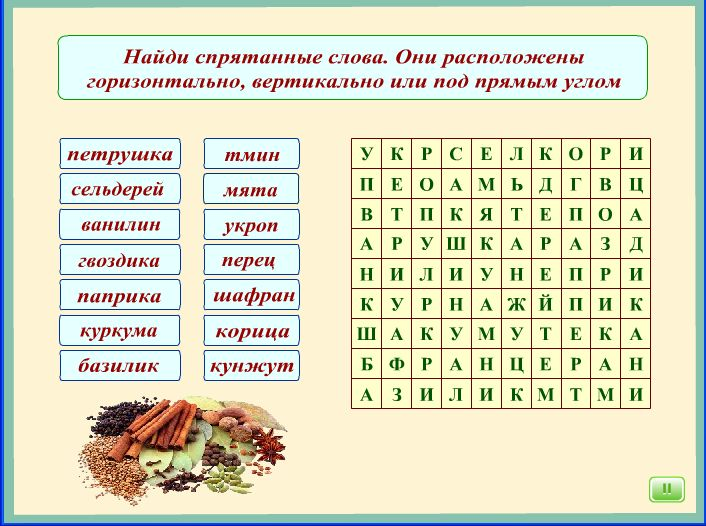 Найди спрятанные слова. Они расположены
горизонтально, вертикально или под прямым углом
петрушка тмин
сельдерей мята
ванилин укроп
гвоздика перец
паприка шафран
куркума корица
базилик кунжут
У К Р С Е Л К О Р И
П Е О А М Ь Д Г В Ц
В Т П К Я Т Е П О А
А Р У Ш К А Р А З Д
Н И Л И У Н Е П Р И
К У Р Н А Ж Й П И К
Ш А К У М У Т Е К А
Б Ф Р А Н Ц Е Р А Н
А З И Л И К М Т М И